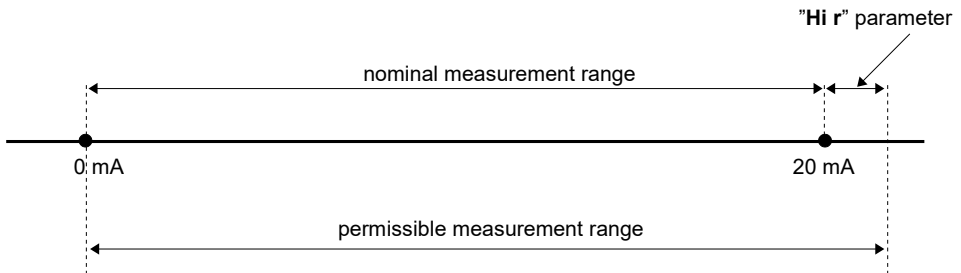 ”Hi r” parameter
nominal measurement range
0 mA
20 mA
permissible measurement range